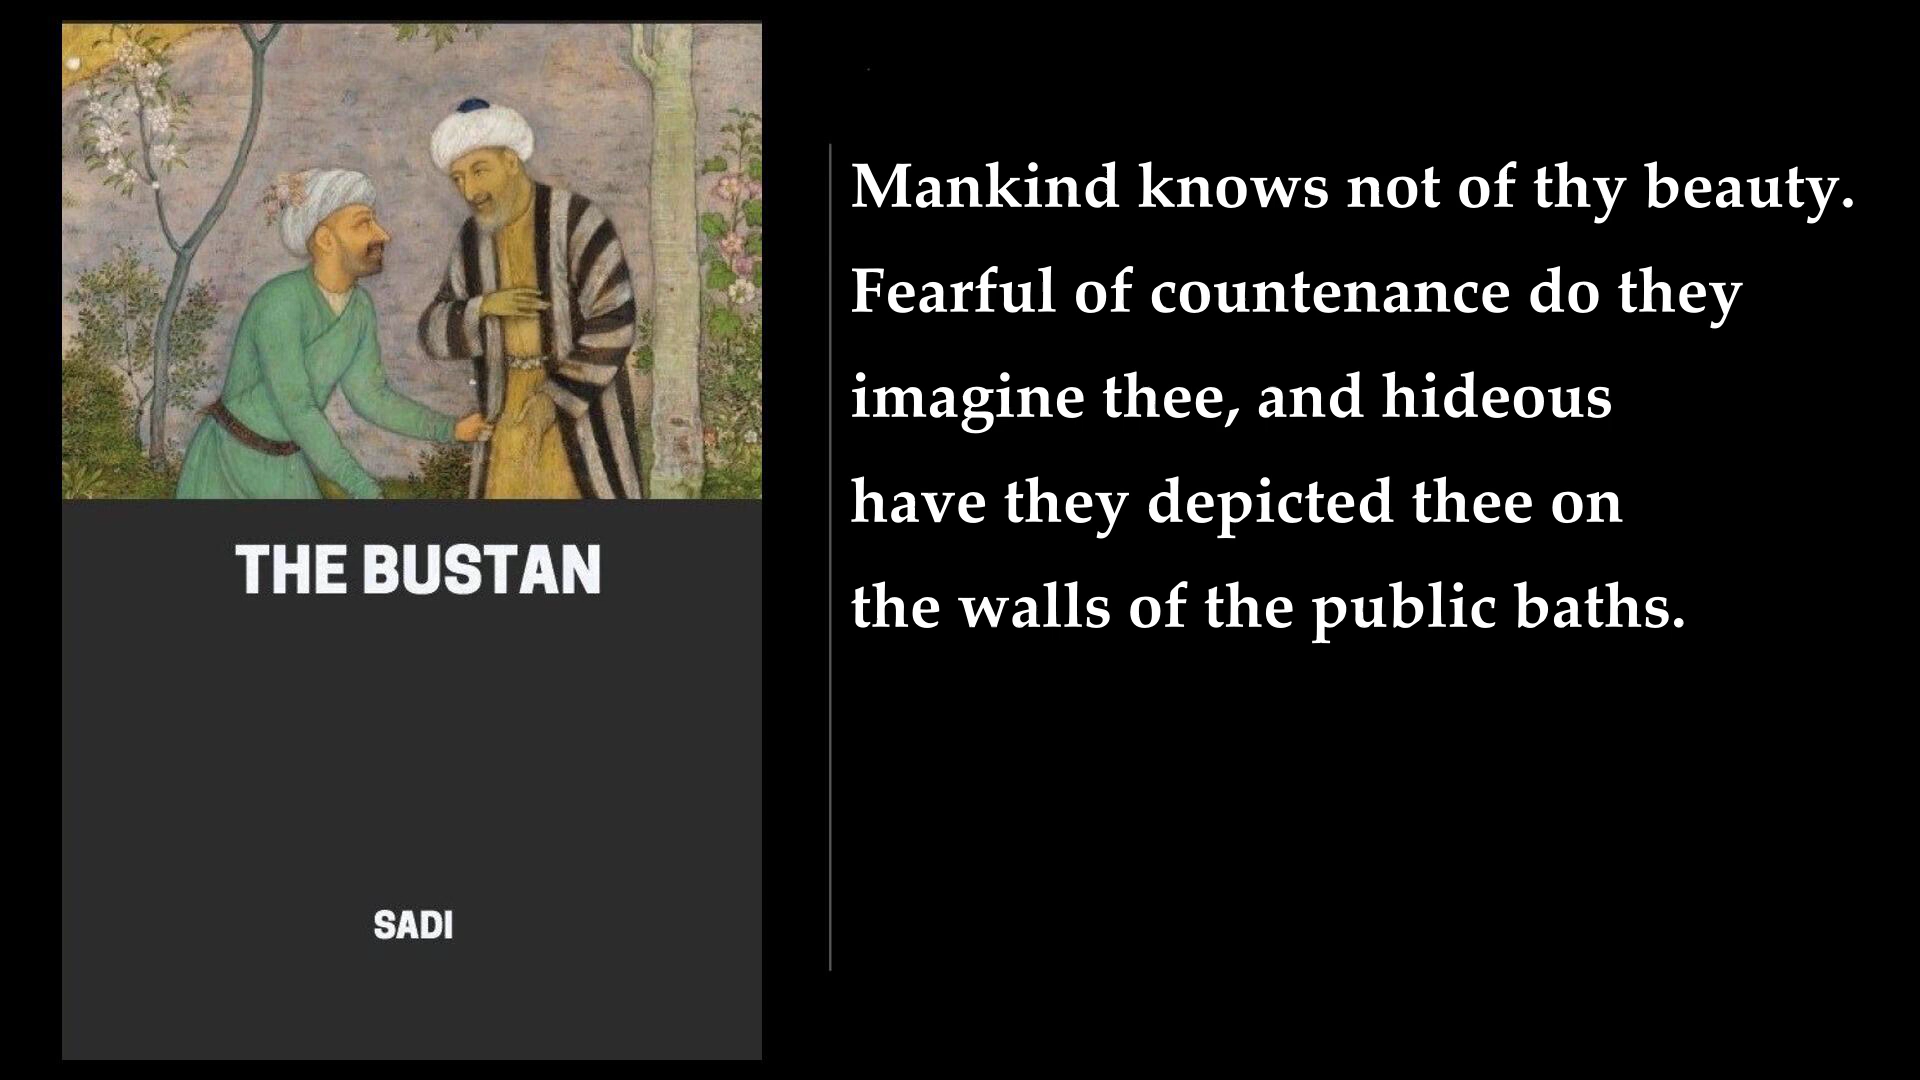 THE BUSTAN
SADI
Mankind knows not of thy beauty.
Fearful of countenance do they
imagine thee, and hideous
have they depicted thee on
the walls of the public baths.